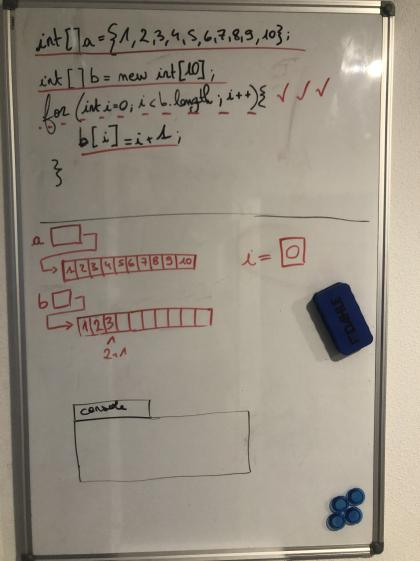 int[] a = {1,2,3,4,5,6,7,8,9,10};
int[] b = new int[10];
for (int i=0; i<b.length; i++){ ✓ ✓ ✓
b[i] = i+1;
}
a
1 2 3 4 5 6 7 8 9 10
i = 0
b
1 2 3
2+1
DAHLE
console